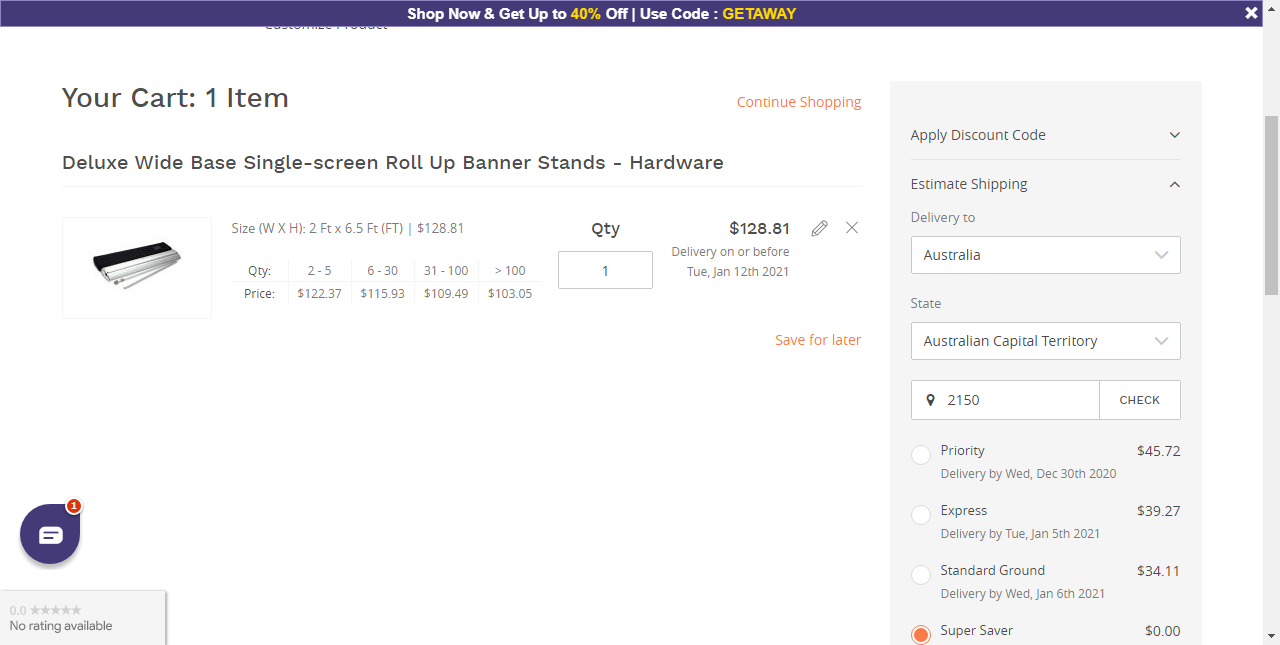 Shop Now & Get Up to 40% Off | Use Code : GETAWAY
Customize Product
Your Cart: 1 Item
Continue Shopping
Deluxe Wide Base Single-screen Roll Up Banner Stands - Hardware
Size (W X H): 2 Ft x 6.5 Ft (FT) | $128.81
Qty: 2 - 5 6 - 30 31 - 100 > 100
Price: $122.37 $115.93 $109.49 $103.05
Qty
1
$128.81
Delivery on or before
Tue, Jan 12th 2021
Save for later
Apply Discount Code
Estimate Shipping
Delivery to
Australia
State
Australian Capital Territory
2150 CHECK
Priority $45.72
Delivery by Wed, Dec 30th 2020
Express $39.27
Delivery by Tue, Jan 5th 2021
Standard Ground $34.11
Delivery by Wed, Jan 6th 2021
Super Saver $0.00
1
0.0 ★★★★★
No rating available